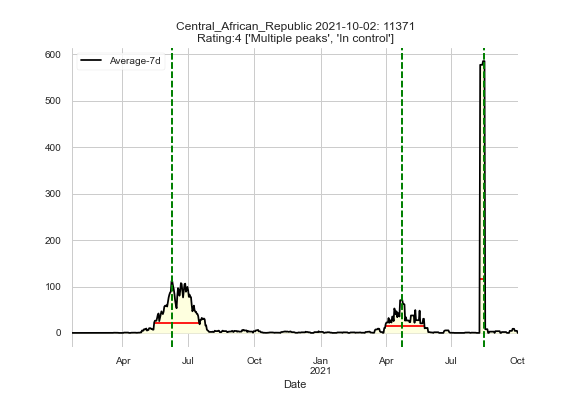 Central_African_Republic 2021-10-02: 11371
Rating:4 ['Multiple peaks', 'In control']
Average-7d
600
500
400
300
200
100
0
Apr Jul Oct Jan Apr Jul Oct
2021
Date